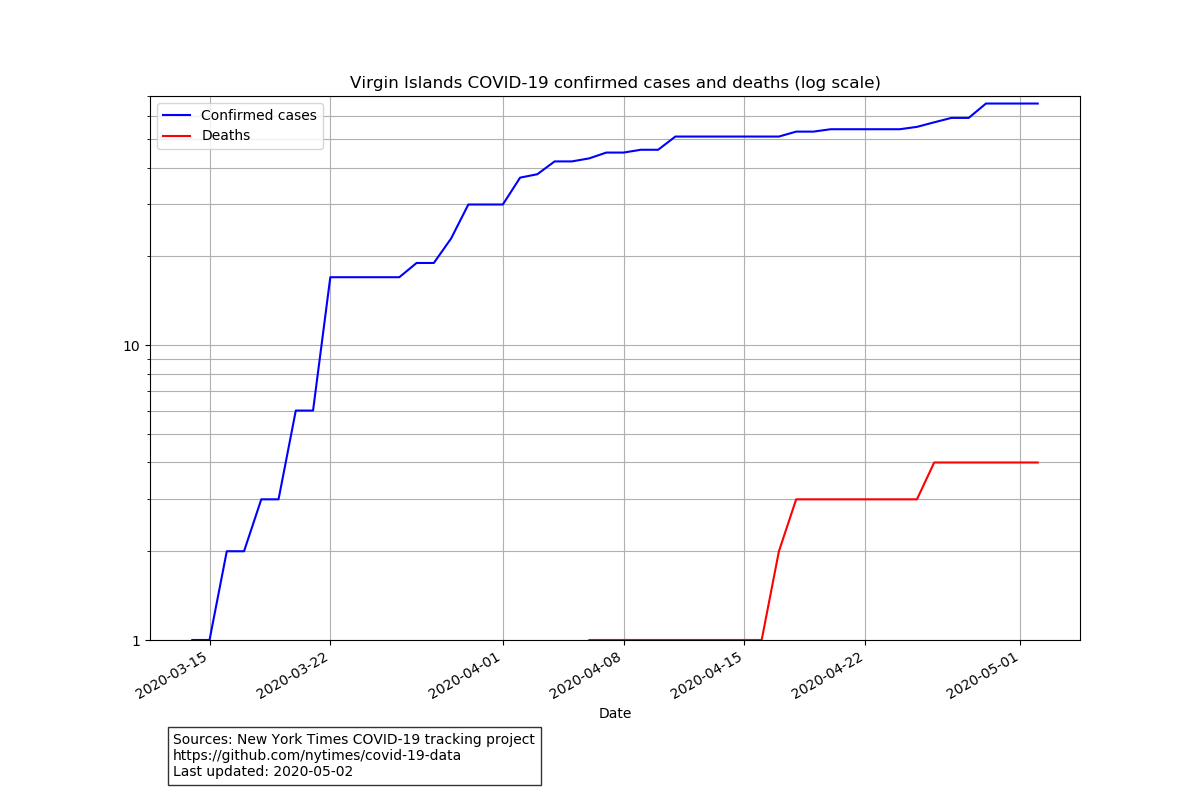 Virgin Islands COVID-19 confirmed cases and deaths (log scale)
Confirmed cases
Deaths
10
1
2020-03-15
2020-03-22
2020-04-01
2020-04-08
2020-04-15
2020-04-22
2020-05-01
Date
Sources: New York Times COVID-19 tracking project
https://github.com/nytimes/covid-19-data
Last updated: 2020-05-02